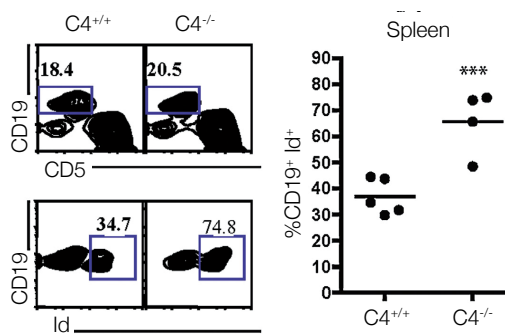 C4+/+ C4-/-
18.4 20.5
CD19
CD5
34.7 74.8
CD19
Id
Spleen
***
%CD19+ Id+
90
80
70
60
50
40
30
20
10
0
C4+/+ C4-/-